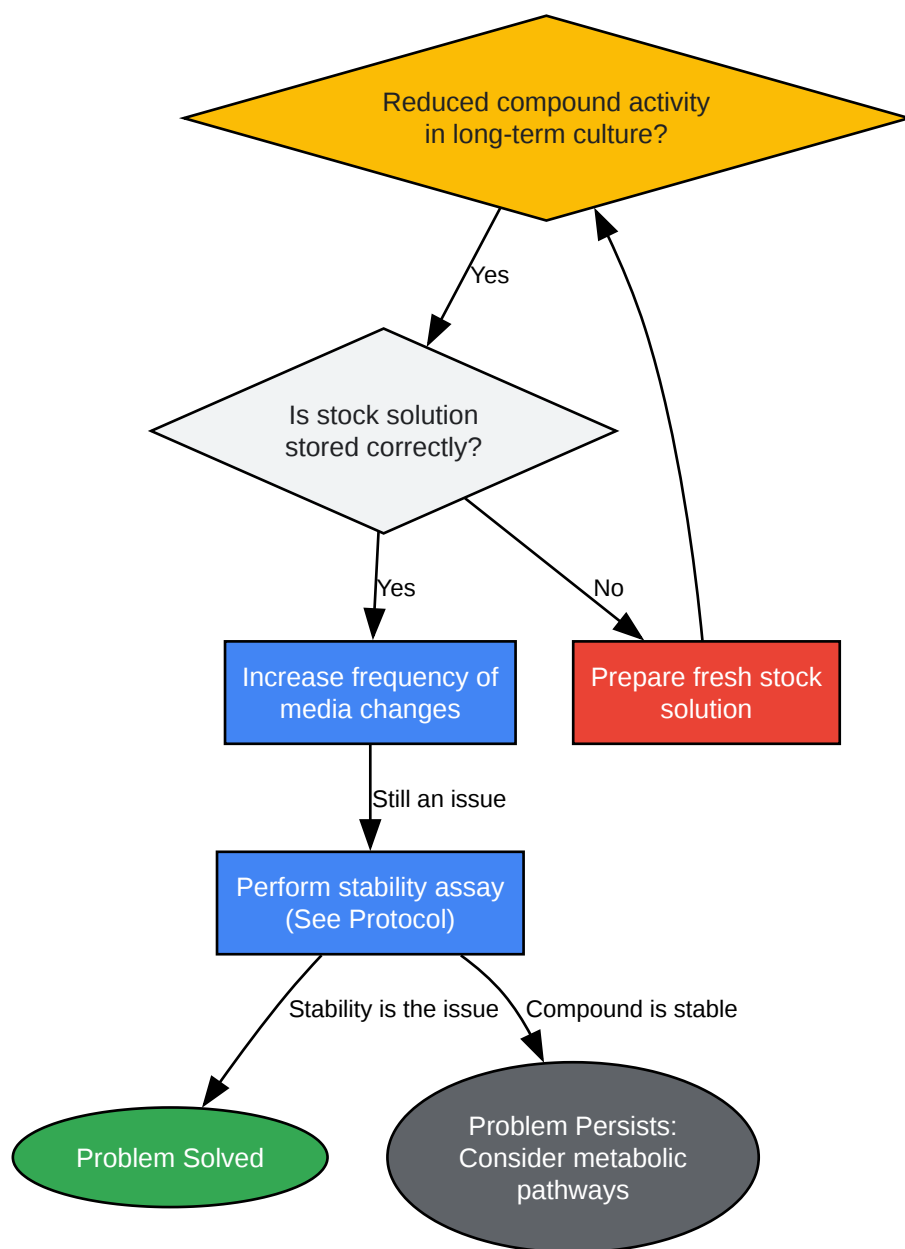 Reduced compound activity
in long-term culture?
Yes
Is stock solution
stored correctly?
Yes
No
Increase frequency of
media changes
Prepare fresh stock
solution
Still an issue
Perform stability assay
(See Protocol)
Stability is the issue
Compound is stable
Problem Solved
Problem Persists:
Consider metabolic
pathways